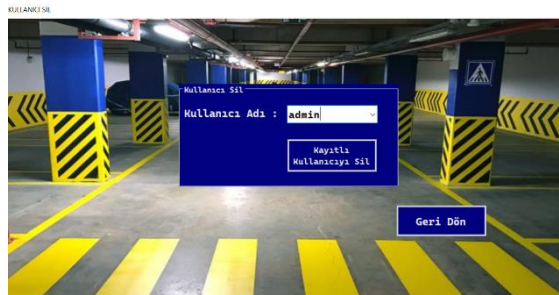 KULLANICI SİL
Kullanıcı Sil
Kullanıcı Adı : admin
Kayıtlı
Kullanıcıyı Sil
Geri Dön